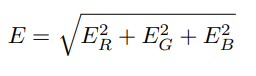 E = √(E_R^2 + E_G^2 + E_B^2)